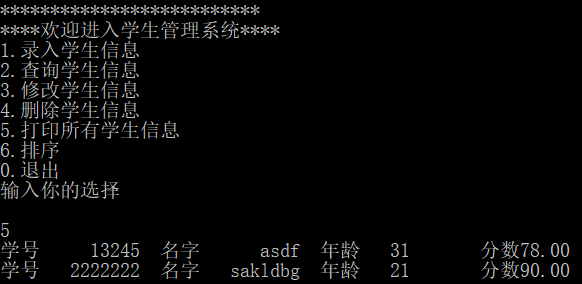 **************************
****欢迎进入学生管理系统****
1.录入学生信息
2.查询学生信息
3.修改学生信息
4.删除学生信息
5.打印所有学生信息
6.排序
0.退出
输入你的选择
5
学号 13245 名字 asdf 年龄 31 分数78.00
学号 2222222 名字 sakldbg 年龄 21 分数90.00